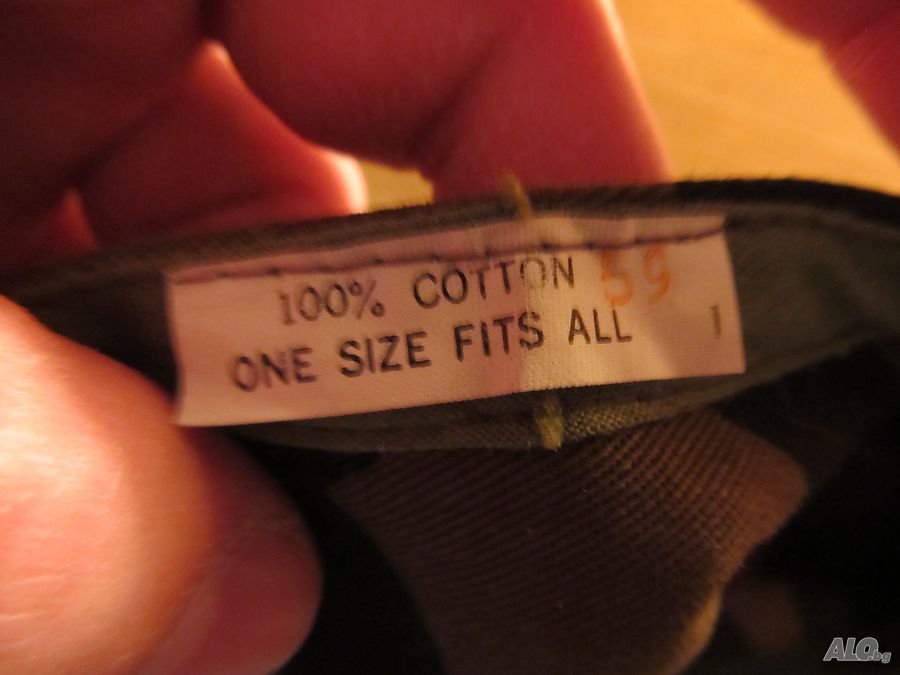 100% COTTON 59
ONE SIZE FITS ALL 1
ALO.bg